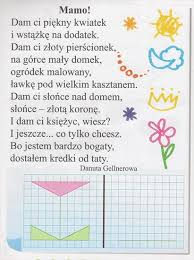 Mamo!
Dam ci piękny kwiatek
i wstążkę na dodatek.
Dam ci złoty pierścionek,
na górce mały domek,
ogródek malowany,
ławkę pod wielkim kasztanem.
Dam ci słońce nad domem,
słońce – złotą koronę.
I dam ci księżyc, wiesz?
I jeszcze... co tylko chcesz.
Bo jestem bardzo bogaty,
dostałem kredki od taty.
Danuta Gellnerowa